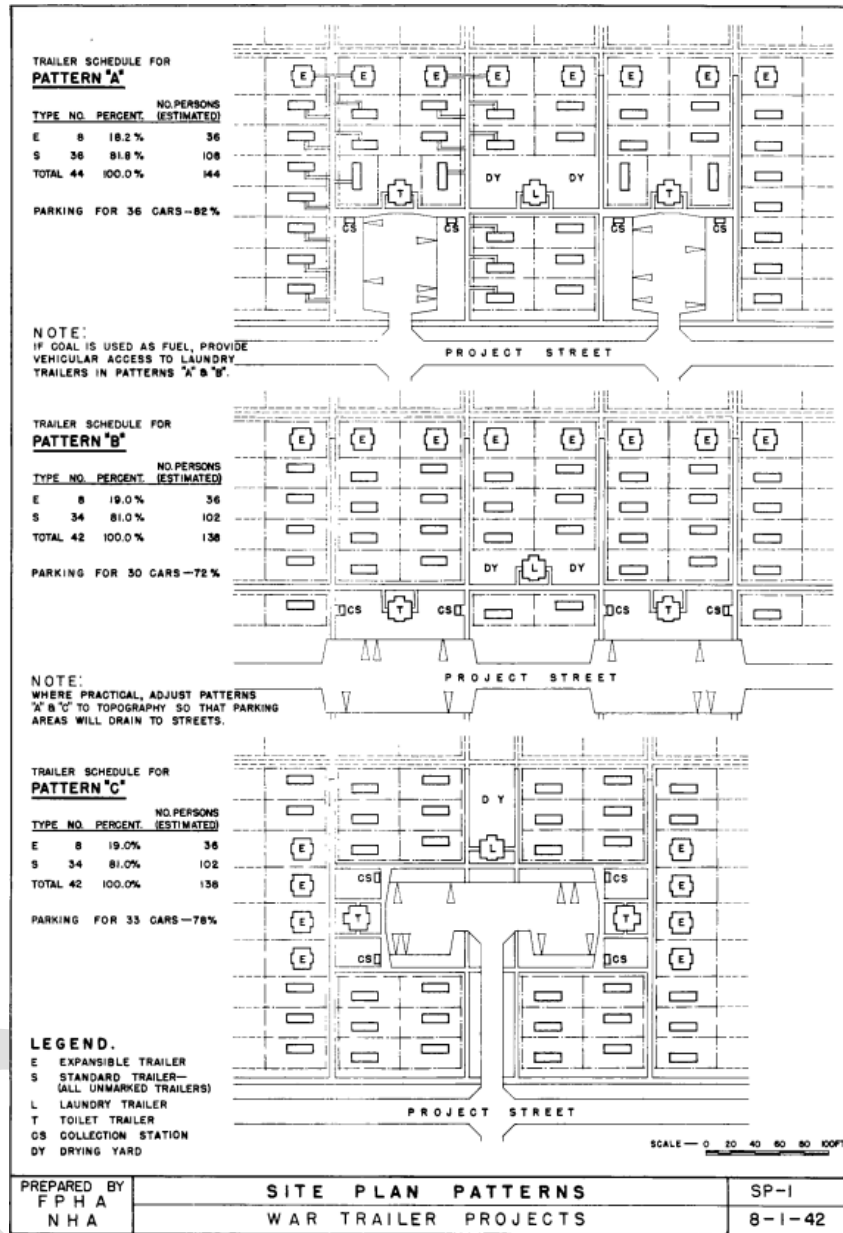 TRAILER SCHEDULE FOR
PATTERN "A"
TYPE NO. PERCENT. NO. PERSONS (ESTIMATED)
E 8 18.2 % 36
S 36 81.8 % 108
TOTAL 44 100.0 % 144
PARKING FOR 36 CARS—82 %
NOTE:
IF COAL IS USED AS FUEL, PROVIDE
VEHICULAR ACCESS TO LAUNDRY
TRAILERS IN PATTERNS "A" & "B".
E E E E E E E E
DY DY
T L T
CS CS CS CS
PROJECT STREET
TRAILER SCHEDULE FOR
PATTERN "B"
TYPE NO. PERCENT. NO. PERSONS (ESTIMATED)
E 8 19.0 % 36
S 34 81.0 % 102
TOTAL 42 100.0 % 138
PARKING FOR 30 CARS—72 %
NOTE:
WHERE PRACTICAL, ADJUST PATTERNS
"A" & "C" TO TOPOGRAPHY SO THAT PARKING
AREAS WILL DRAIN TO STREETS.
E E E E E E E E
DY L DY
CS T CS CS T CS
PROJECT STREET
TRAILER SCHEDULE FOR
PATTERN "C"
TYPE NO. PERCENT. NO. PERSONS (ESTIMATED)
E 8 19.0% 36
S 34 81.0% 102
TOTAL 42 100.0% 138
PARKING FOR 33 CARS—78%
DY
E L E
CS CS
E E
E T T E
CS CS
E E
PROJECT STREET
LEGEND.
E EXPANSIBLE TRAILER
S STANDARD TRAILER—
(ALL UNMARKED TRAILERS)
L LAUNDRY TRAILER
T TOILET TRAILER
CS COLLECTION STATION
DY DRYING YARD
SCALE — 0 20 40 60 80 100FT.
PREPARED BY
FPHA
NHA
SITE PLAN PATTERNS
WAR TRAILER PROJECTS
SP-1
8-1-42